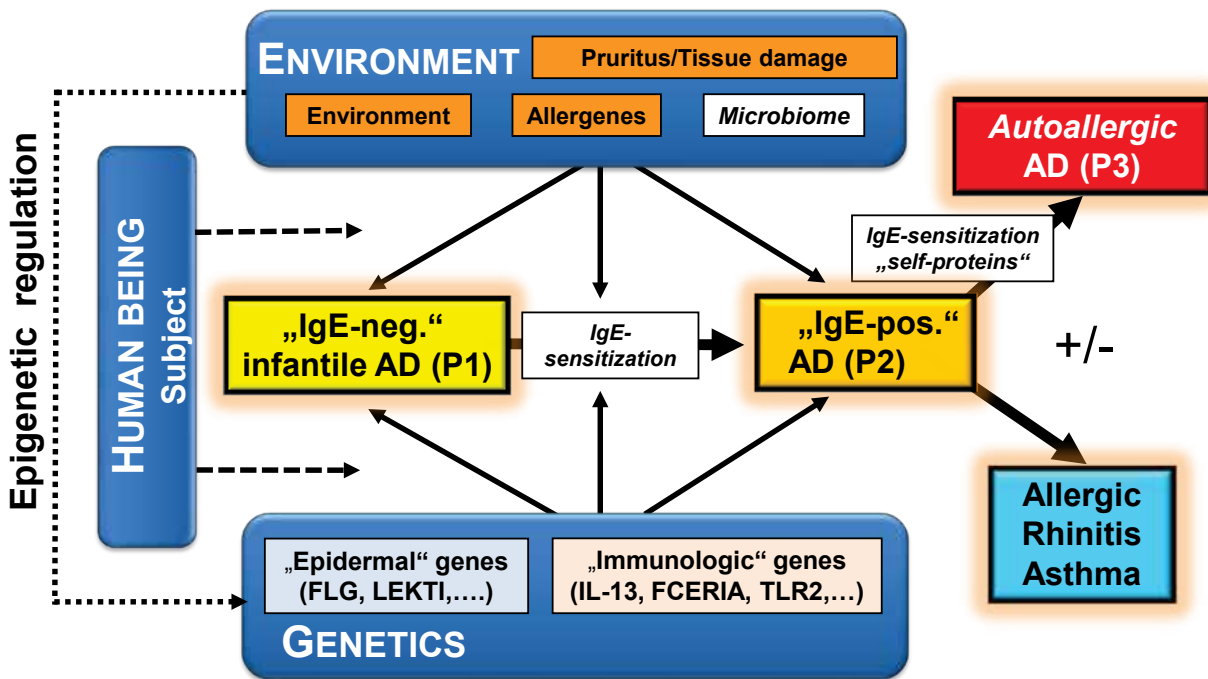 ENVIRONMENT
Pruritus/Tissue damage
Environment
Allergenes
Microbiome
Epigenetic regulation
HUMAN BEING
Subject
Autoallergic
AD (P3)
IgE-sensitization
„self-proteins“
„IgE-neg.“
infantile AD (P1)
IgE-
sensitization
„IgE-pos.“
AD (P2)
+/-
Allergic
Rhinitis
Asthma
„Epidermal“ genes
(FLG, LEKTI,….)
„Immunologic“ genes
(IL-13, FCERIA, TLR2,…)
GENETICS